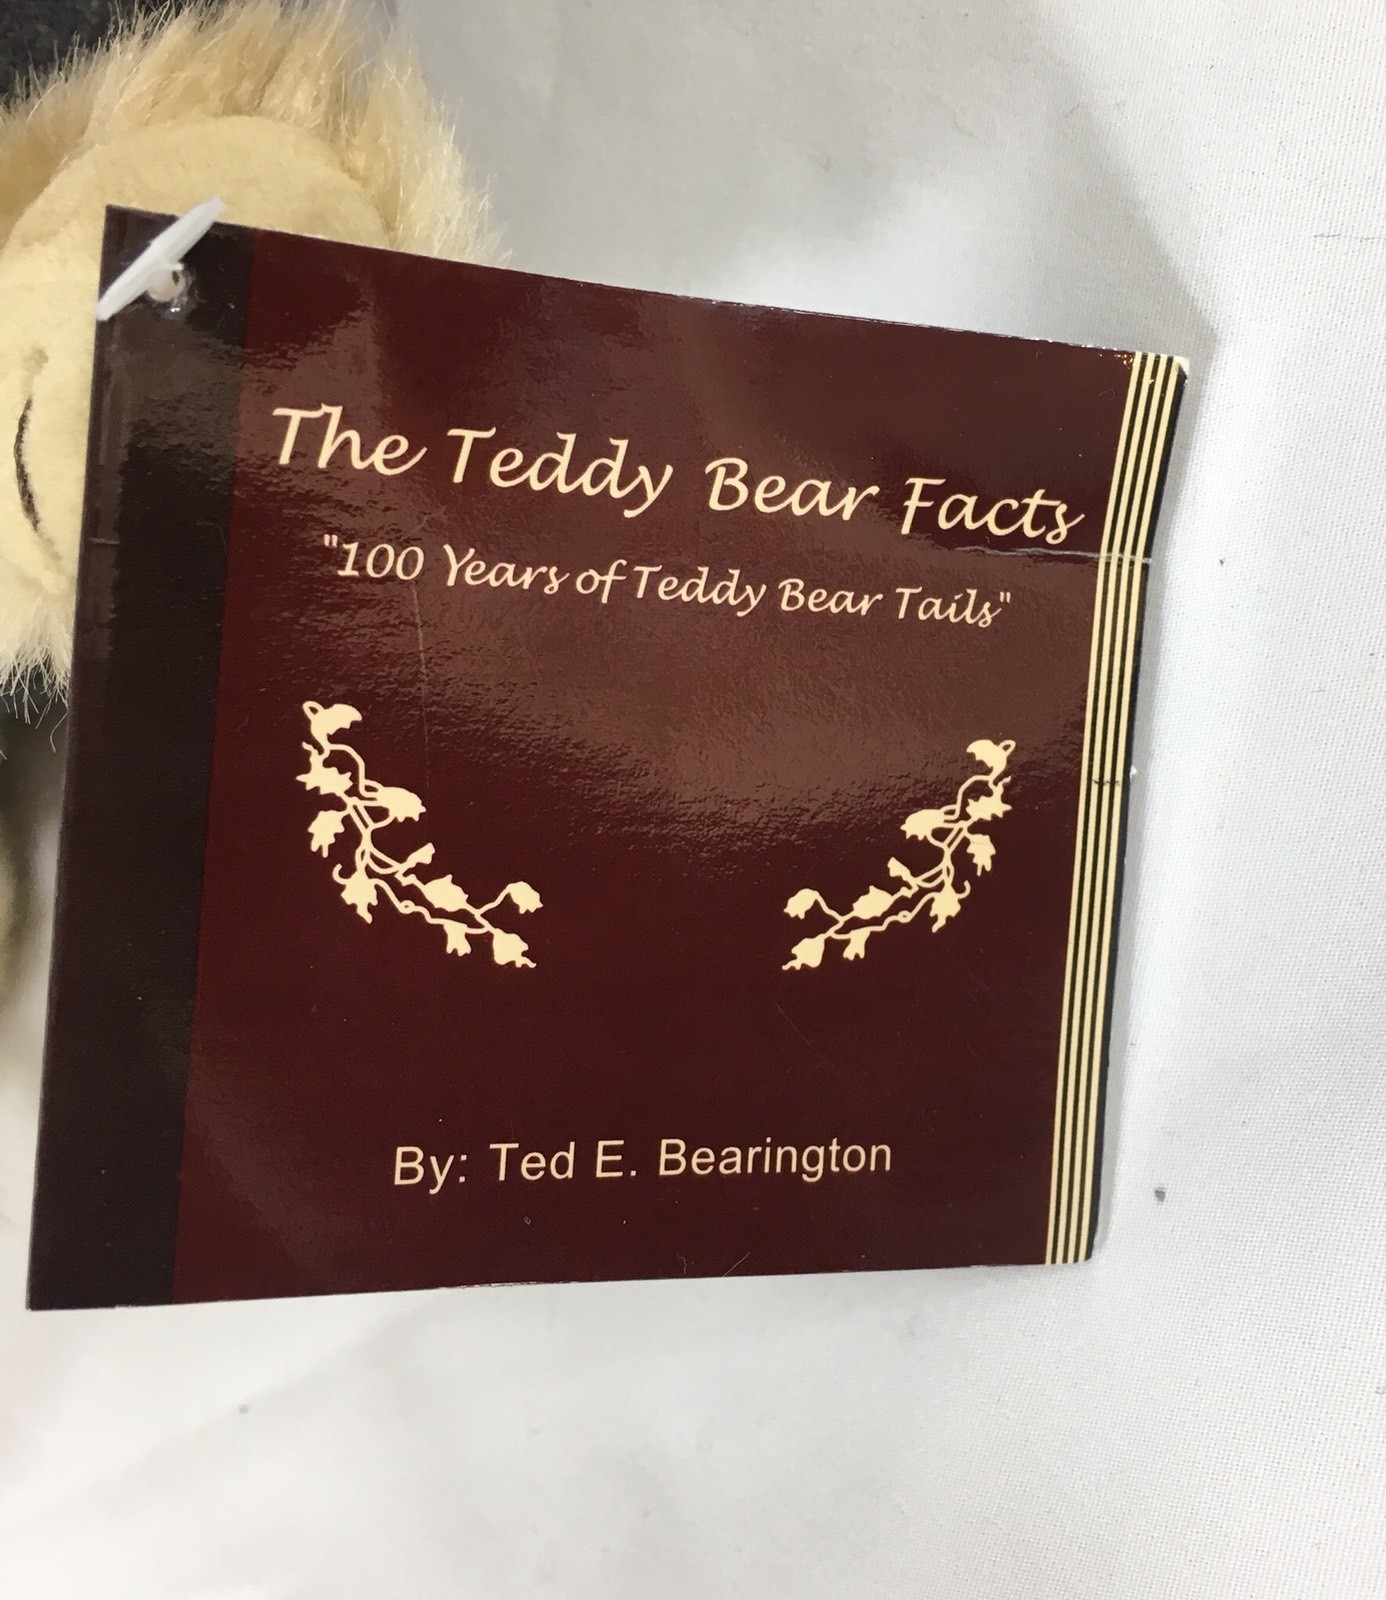 The Teddy Bear Facts
"100 Years of Teddy Bear Tails"
By: Ted E. Bearington